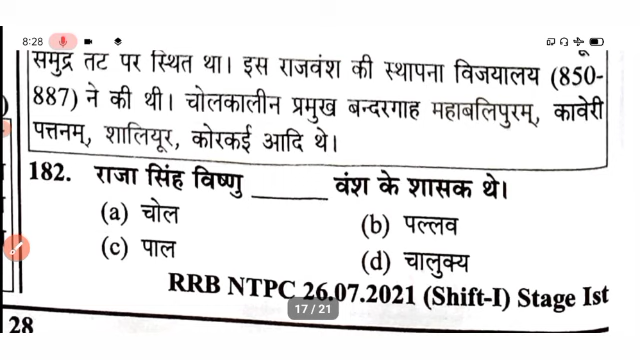 8:28
समुद्र तट पर स्थित था। इस राजवंश की स्थापना विजयालय (850-
887) ने की थी। चोलकालीन प्रमुख बन्दरगाह महाबलिपुरम्, कावेरी
पत्तनम्, शालियूर, कोरकई आदि थे।
182. राजा सिंह विष्णु ______ वंश के शासक थे।
(a) चोल (b) पल्लव
(c) पाल (d) चालुक्य
RRB NTPC 26.07.2021 (Shift-I) Stage Ist
17 / 21
28